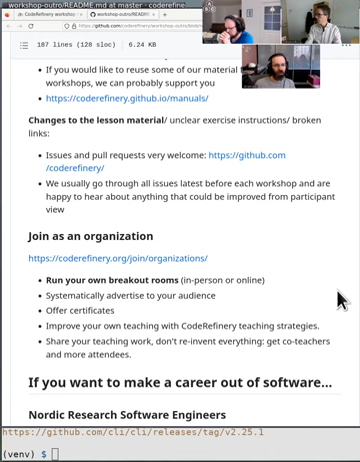 workshop-outro/README.md at master · coderefine
CodeRefinery workshop
workshop-outro/README
187 lines (128 sloc)
6.24 KB
If you would like to reuse some of our material
workshops, we can probably support you
https://coderefinery.github.io/manuals/
Changes to the lesson material/ unclear exercise instructions/ broken
links:
Issues and pull requests very welcome: https://github.com
/coderefinery/
We usually go through all issues latest before each workshop and are
happy to hear about anything that could be improved from participant
view
Join as an organization
https://coderefinery.org/join/organizations/
Run your own breakout rooms (in-person or online)
Systematically advertise to your audience
Offer certificates
Improve your own teaching with CodeRefinery teaching strategies.
Share your teaching work, don't re-invent everything: get co-teachers
and more attendees.
If you want to make a career out of software...
Nordic Research Software Engineers
https://github.com/cli/cli/releases/tag/v2.25.1
(venv) $